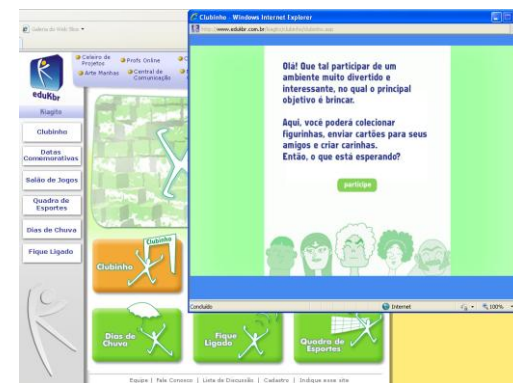 Clubinho - Windows Internet Explorer
http://www.edukbr.com.br
Galeria do Web Slice
Celeiro de
Projetos
Profs Online
Arte Manhas
Central de
Comunicação
eduKbr
Kiagito
Clubinho
Datas
Comemorativas
Salão de Jogos
Quadra de
Esportes
Dias de Chuva
Fique Ligado
Olá! Que tal participar de um
ambiente muito divertido e
interessante, no qual o principal
objetivo é brincar.
Aqui, você poderá colecionar
figurinhas, enviar cartões para seus
amigos e criar carinhas.
Então, o que está esperando?
participe
Concluído
Internet
100%
Clubinho
Clubinho
Dias de
Chuva
Fique
Ligado
Quadra de
Esportes
Equipe | Fale Conosco | Lista de Discussão | Cadastro | Indique esse site